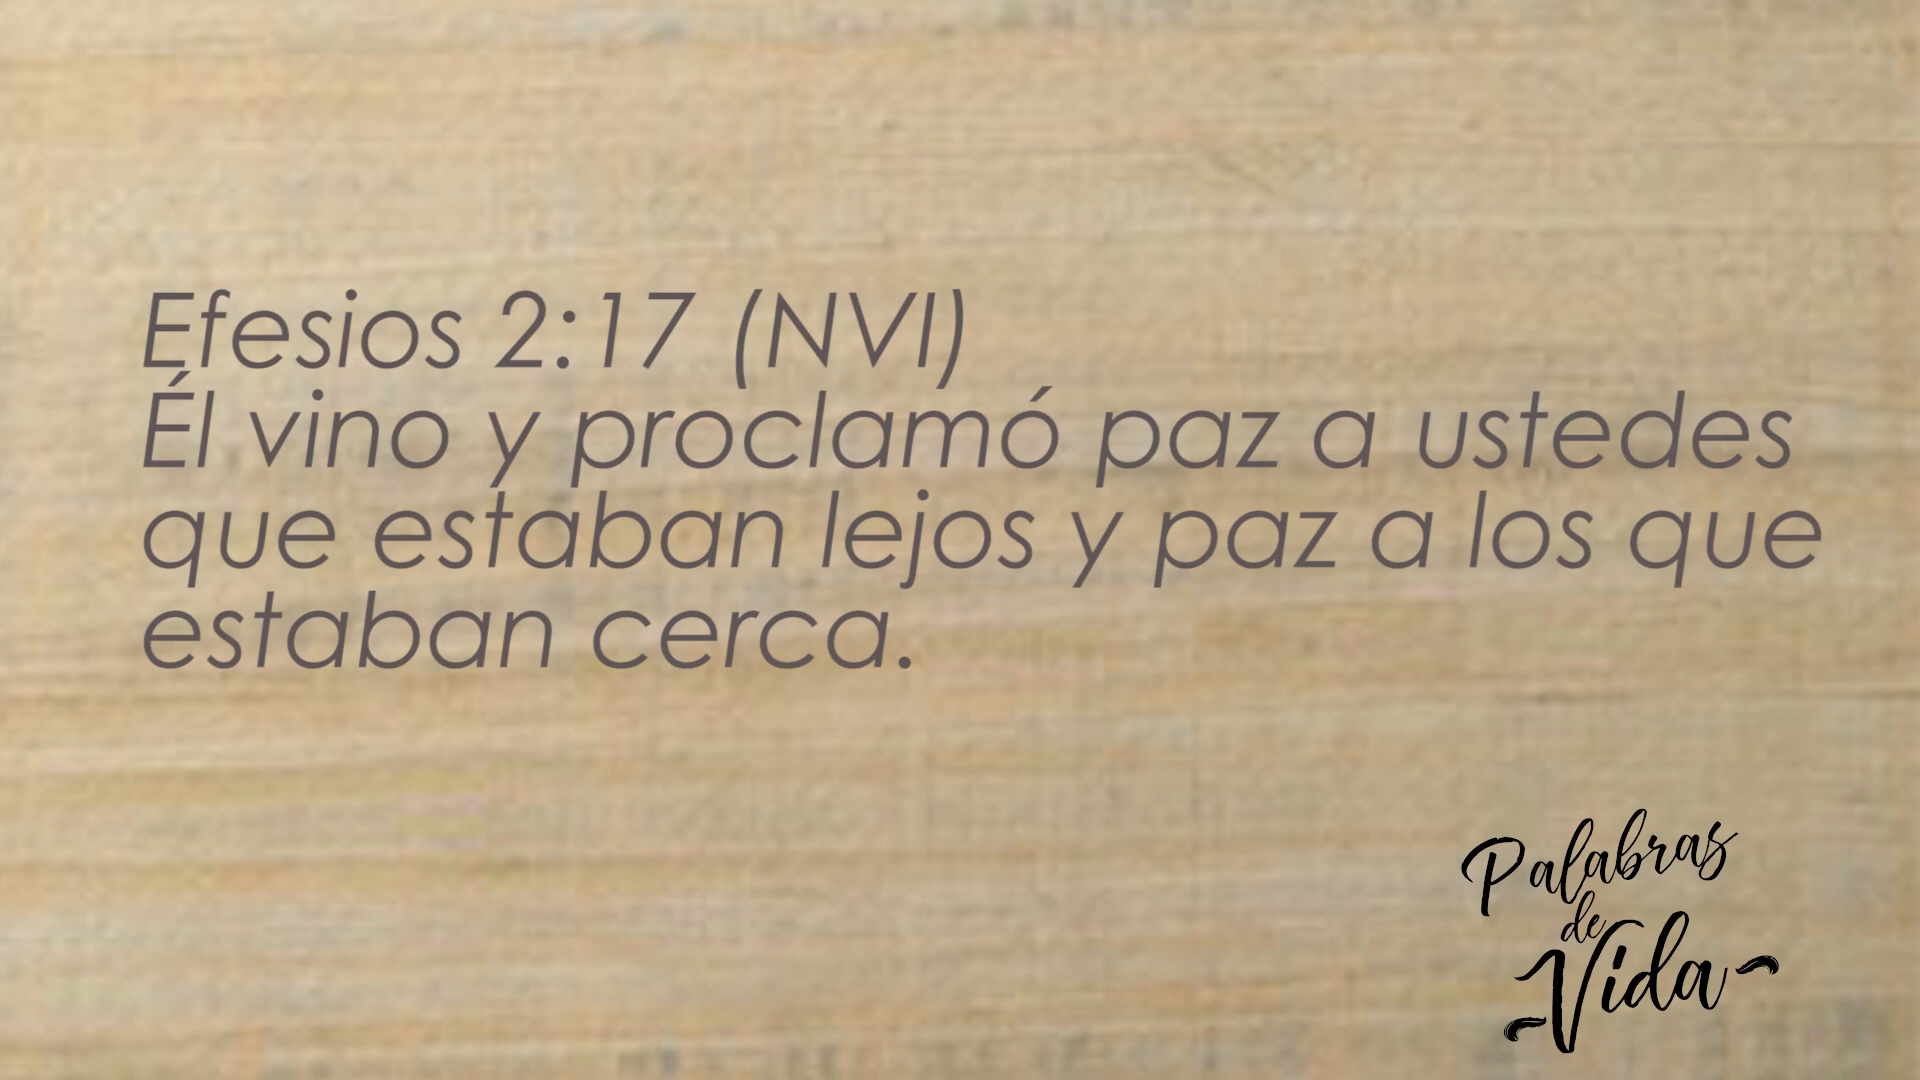 Efesios 2:17 (NVI)
Él vino y proclamó paz a ustedes
que estaban lejos y paz a los que
estaban cerca.
Palabras
de
Vida